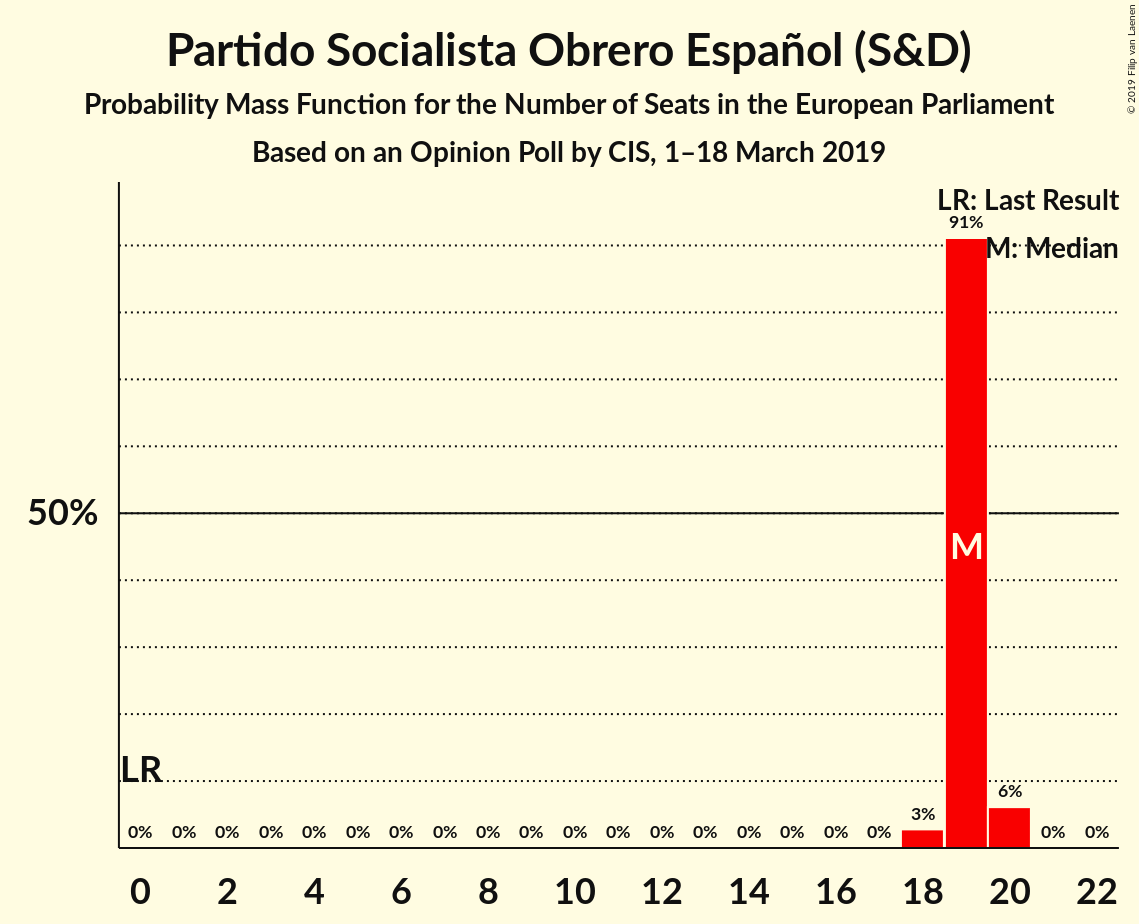 Partido Socialista Obrero Español (S&D)
Probability Mass Function for the Number of Seats in the European Parliament
Based on an Opinion Poll by CIS, 1–18 March 2019
© 2019 Filip van Laenen
LR: Last Result
M: Median
91%
50%
M
LR
0% 0% 0% 0% 0% 0% 0% 0% 0% 0% 0% 0% 0% 0% 0% 0% 0% 0% 3% 6% 0% 0%
0 2 4 6 8 10 12 14 16 18 20 22